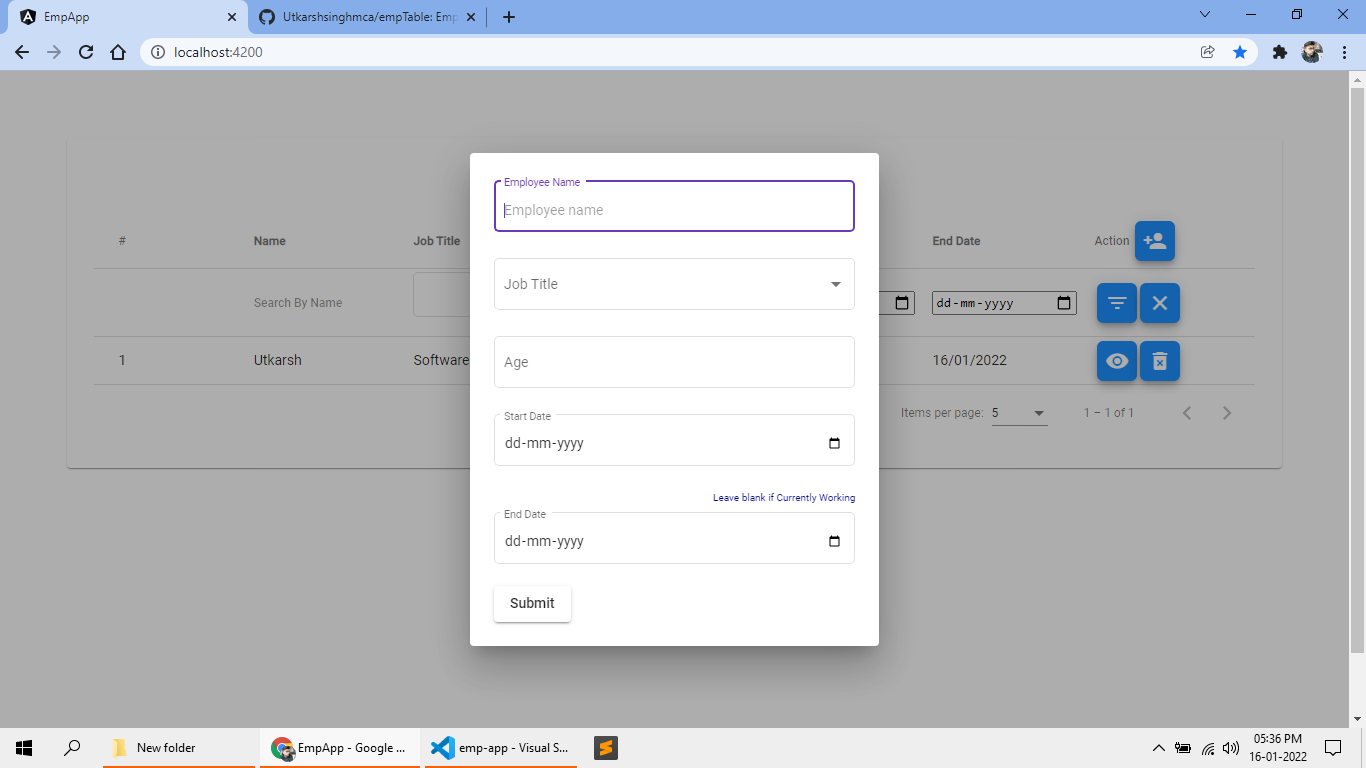 EmpApp
Utkarshsinghmca/empTable: Emp
localhost:4200
Employee Name
Employee name
# Name Job Title End Date Action
Job Title
Search By Name dd-mm-yyyy
1 Utkarsh Software 16/01/2022
Age
Items per page: 5 1 – 1 of 1
Start Date
dd-mm-yyyy
Leave blank if Currently Working
End Date
dd-mm-yyyy
Submit
New folder
EmpApp - Google ...
emp-app - Visual S...
05:36 PM
16-01-2022